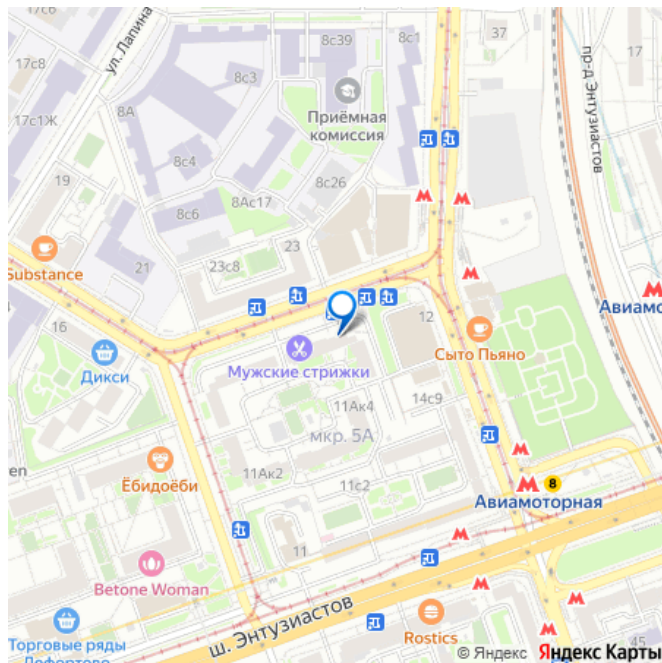 37
17
17с8
ул. Лапина
8с39
8с1
8с3
пр-д Энтузиастов
17с1Ж
8А
Приёмная
комиссия
8с4
19
8Ас17
8с26
8с6
Substance
21
23
23с8
Авиамо
16
12
Дикси
Мужские стрижки
Сыто Пьяно
11Ак4
14с9
мкр. 5А
en
Ёбидоёби
11Ак2
11с2
8
Авиамоторная
11
Betone Woman
ш. Энтузиастов
Торговые ряды
Лефортово
Rostics
45
© Яндекс Яндекс Карты